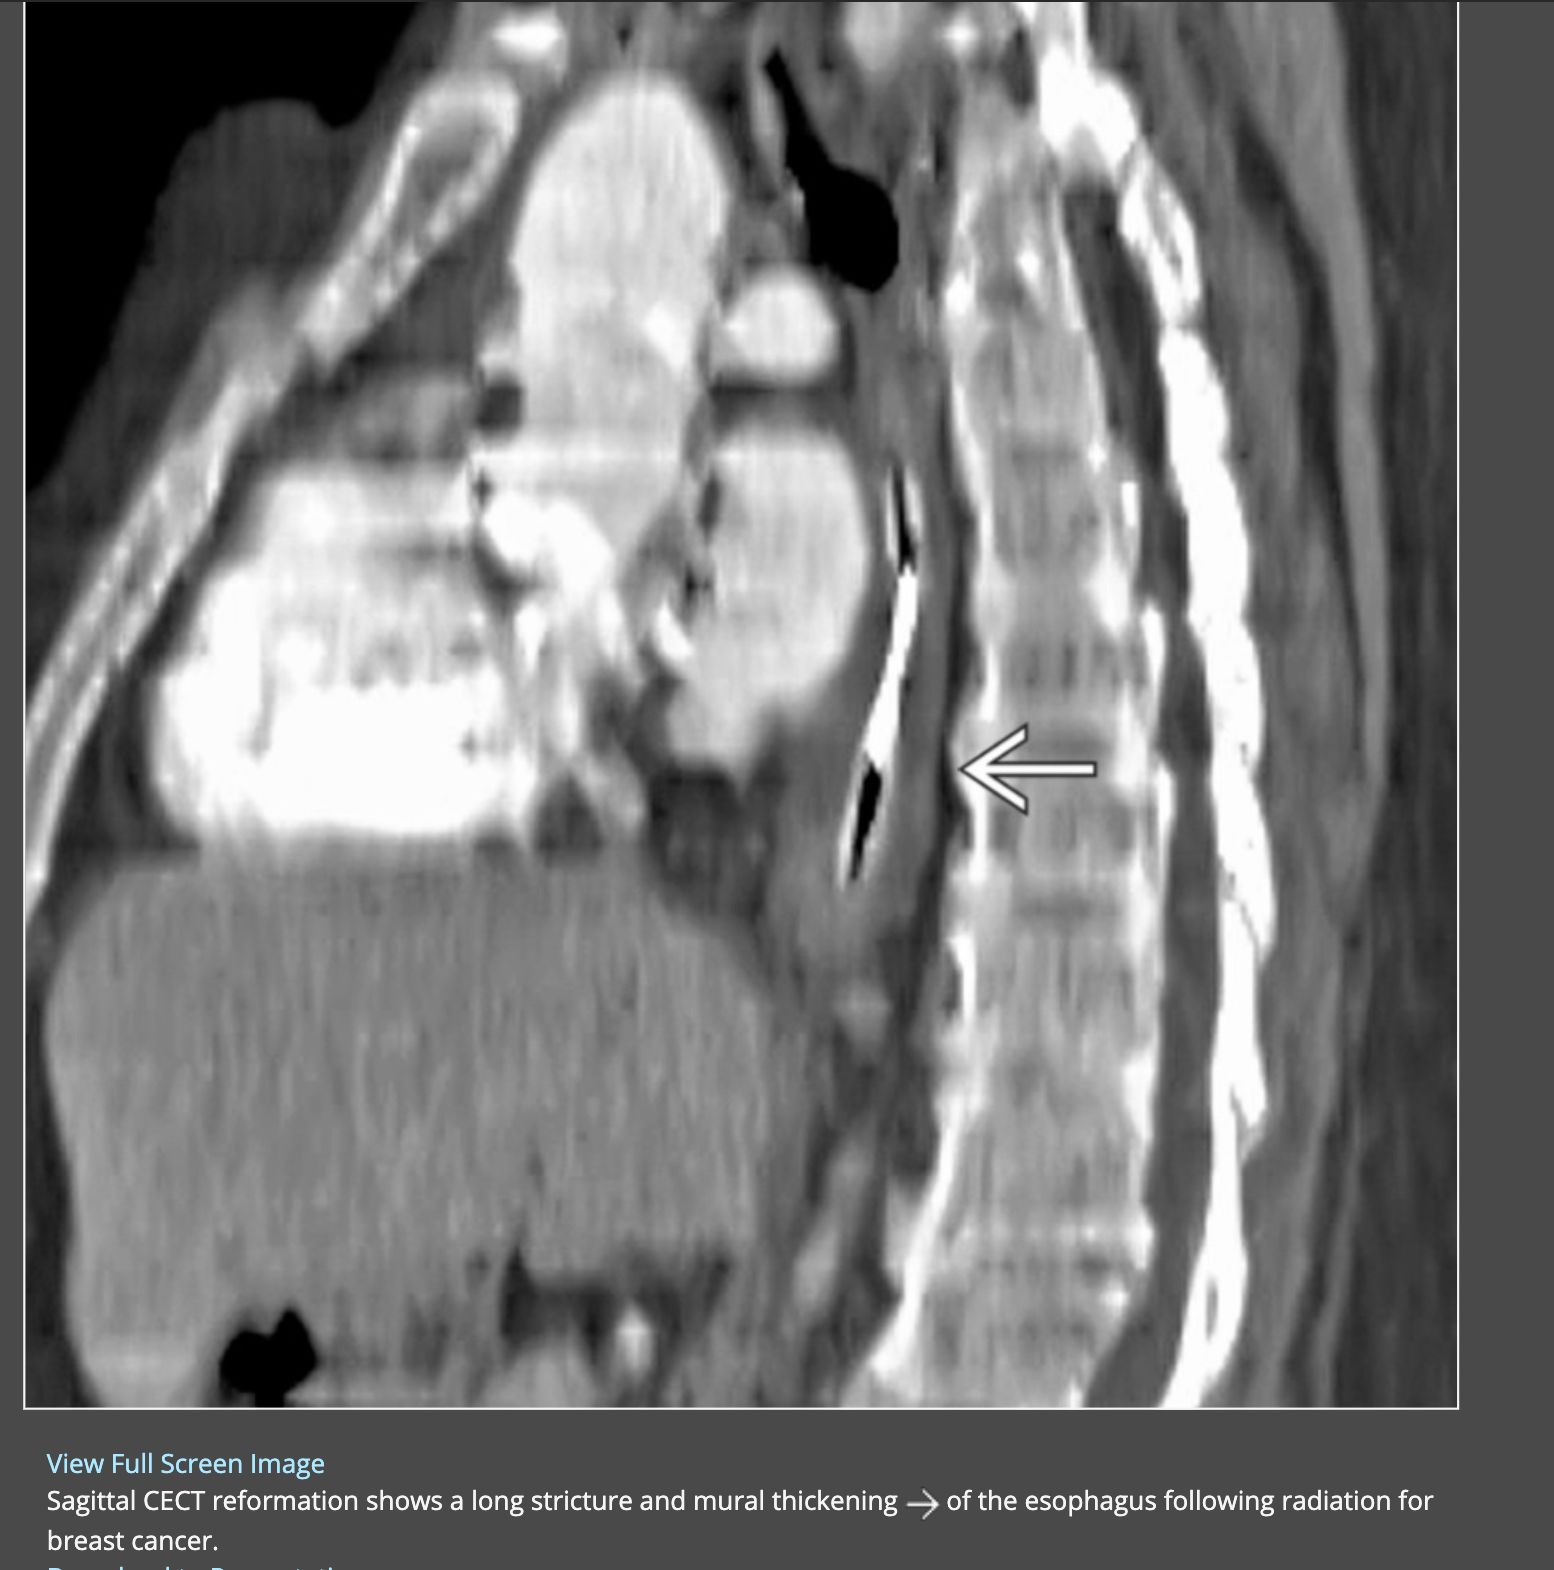 View Full Screen Image
Sagittal CECT reformation shows a long stricture and mural thickening → of the esophagus following radiation for
breast cancer.